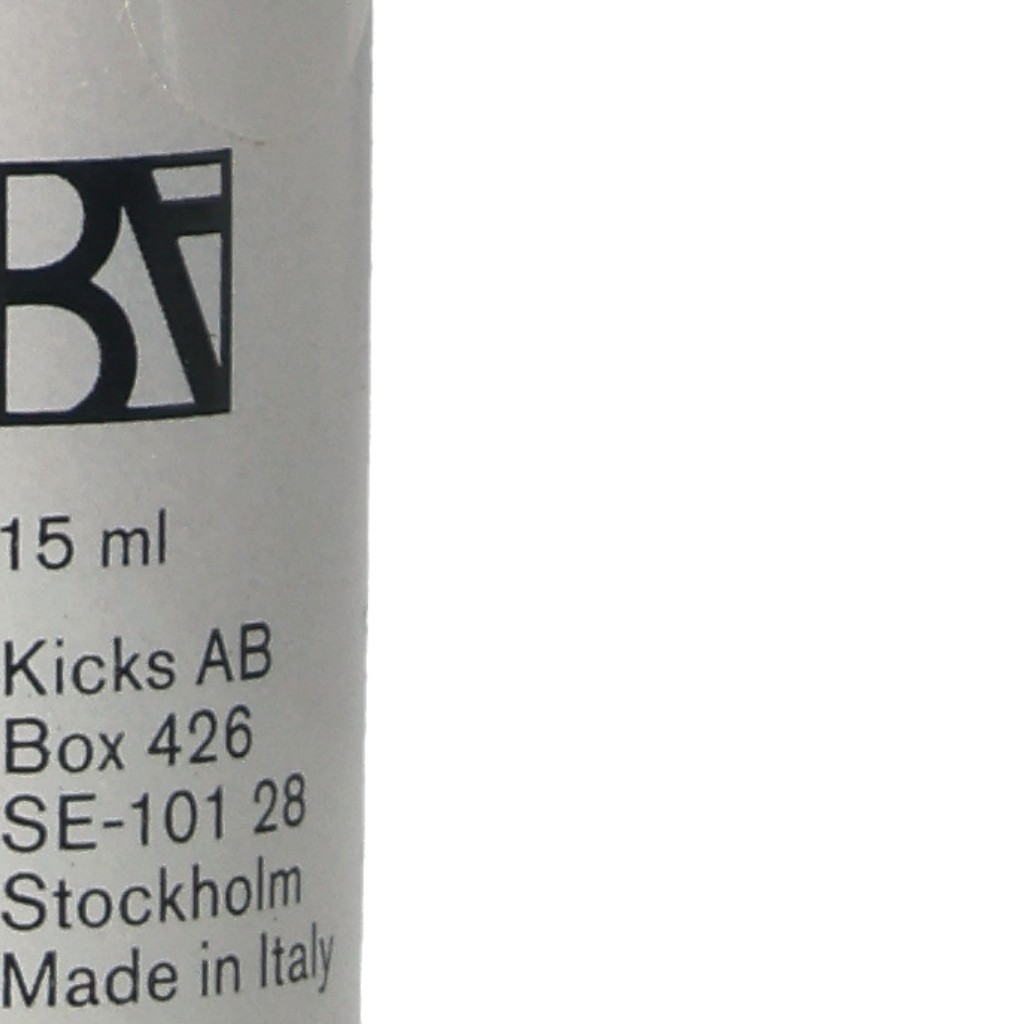 15 ml
Kicks AB
Box 426
SE-101 28
Stockholm
Made in Italy